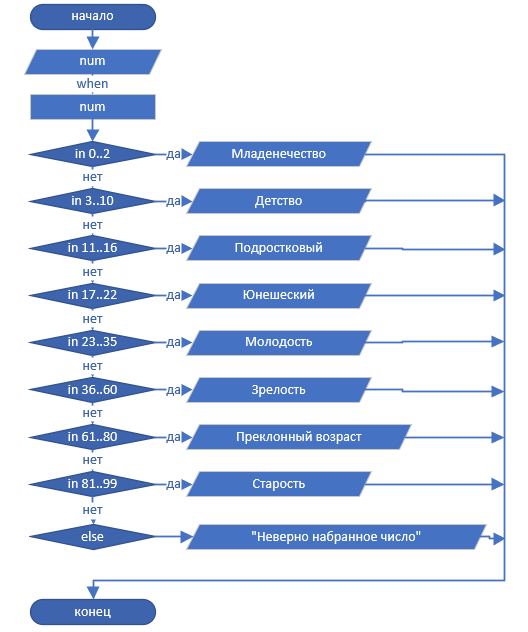 начало
num
when
num
in 0..2
да
Младенечество
нет
in 3..10
да
Детство
нет
in 11..16
да
Подростковый
нет
in 17..22
да
Юнешеский
нет
in 23..35
да
Молодость
нет
in 36..60
да
Зрелость
нет
in 61..80
да
Преклонный возраст
нет
in 81..99
да
Старость
нет
else
"Неверно набранное число"
конец